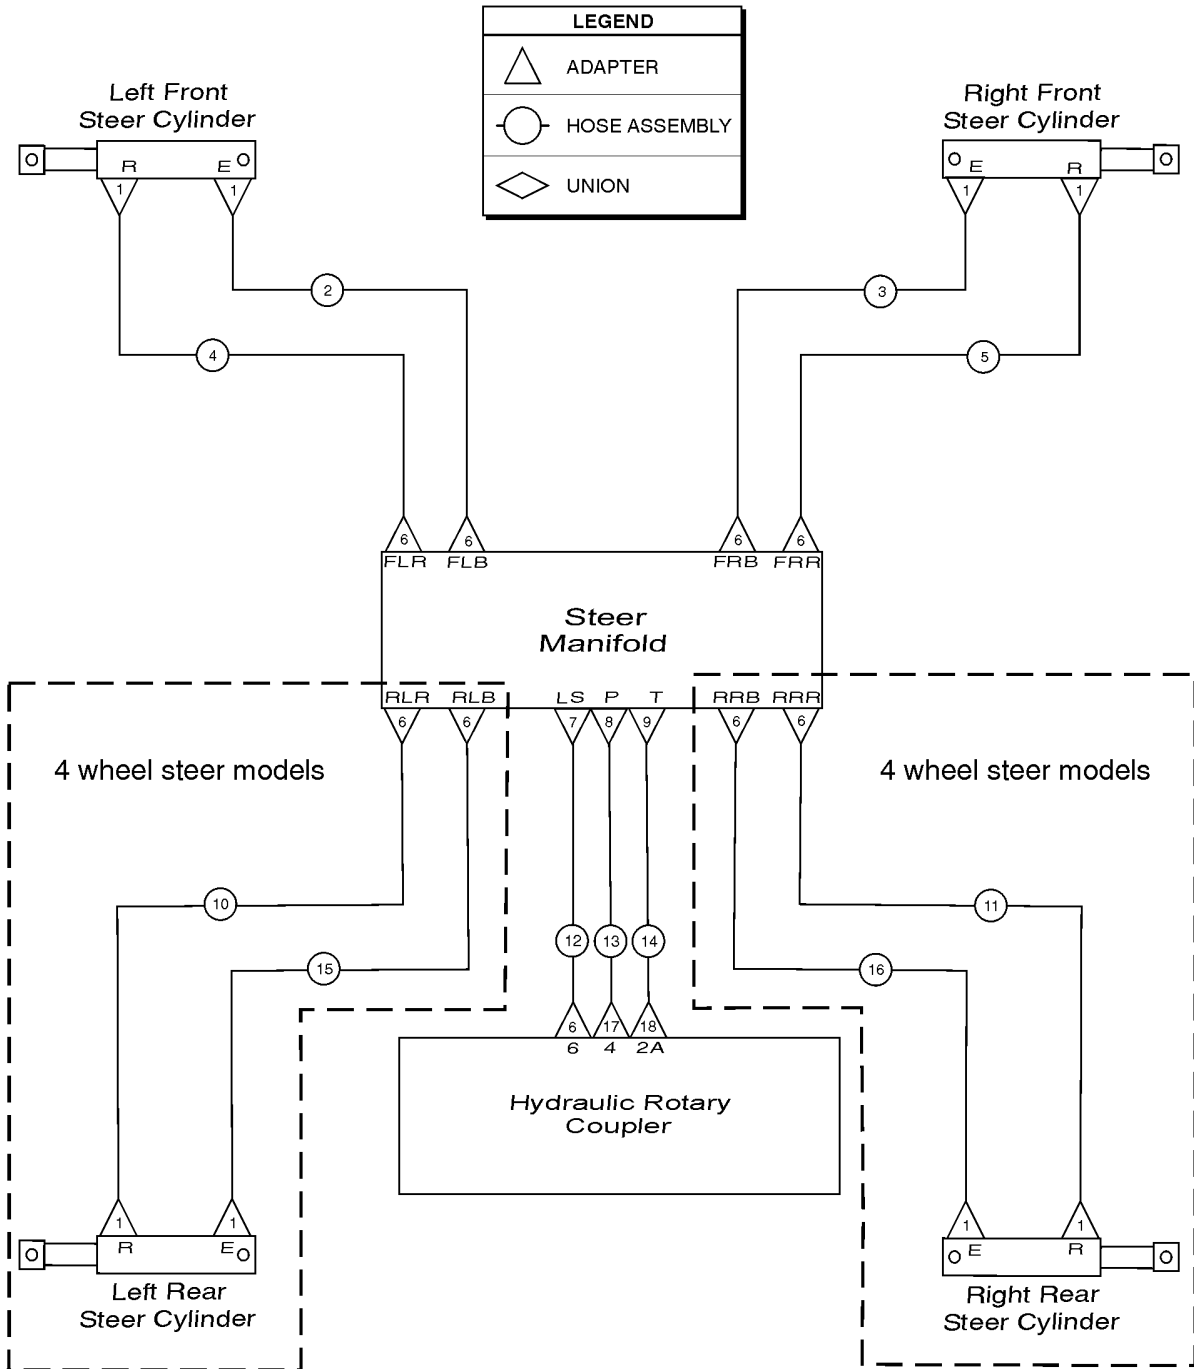 LEGEND
ADAPTER
HOSE ASSEMBLY
UNION
Left Front
Steer Cylinder
Right Front
Steer Cylinder
R E
E R
1 1
1 1
2
3
4
5
6 6 6 6
FLR FLB FRB FRR
Steer
Manifold
RLR RLB LS P T RRB RRR
6 6 7 8 9 6 6
4 wheel steer models
4 wheel steer models
10
11
12 13 14
15
16
6 17 18
6 4 2A
Hydraulic Rotary
Coupler
1 1
1 1
R E
E R
Left Rear
Steer Cylinder
Right Rear
Steer Cylinder